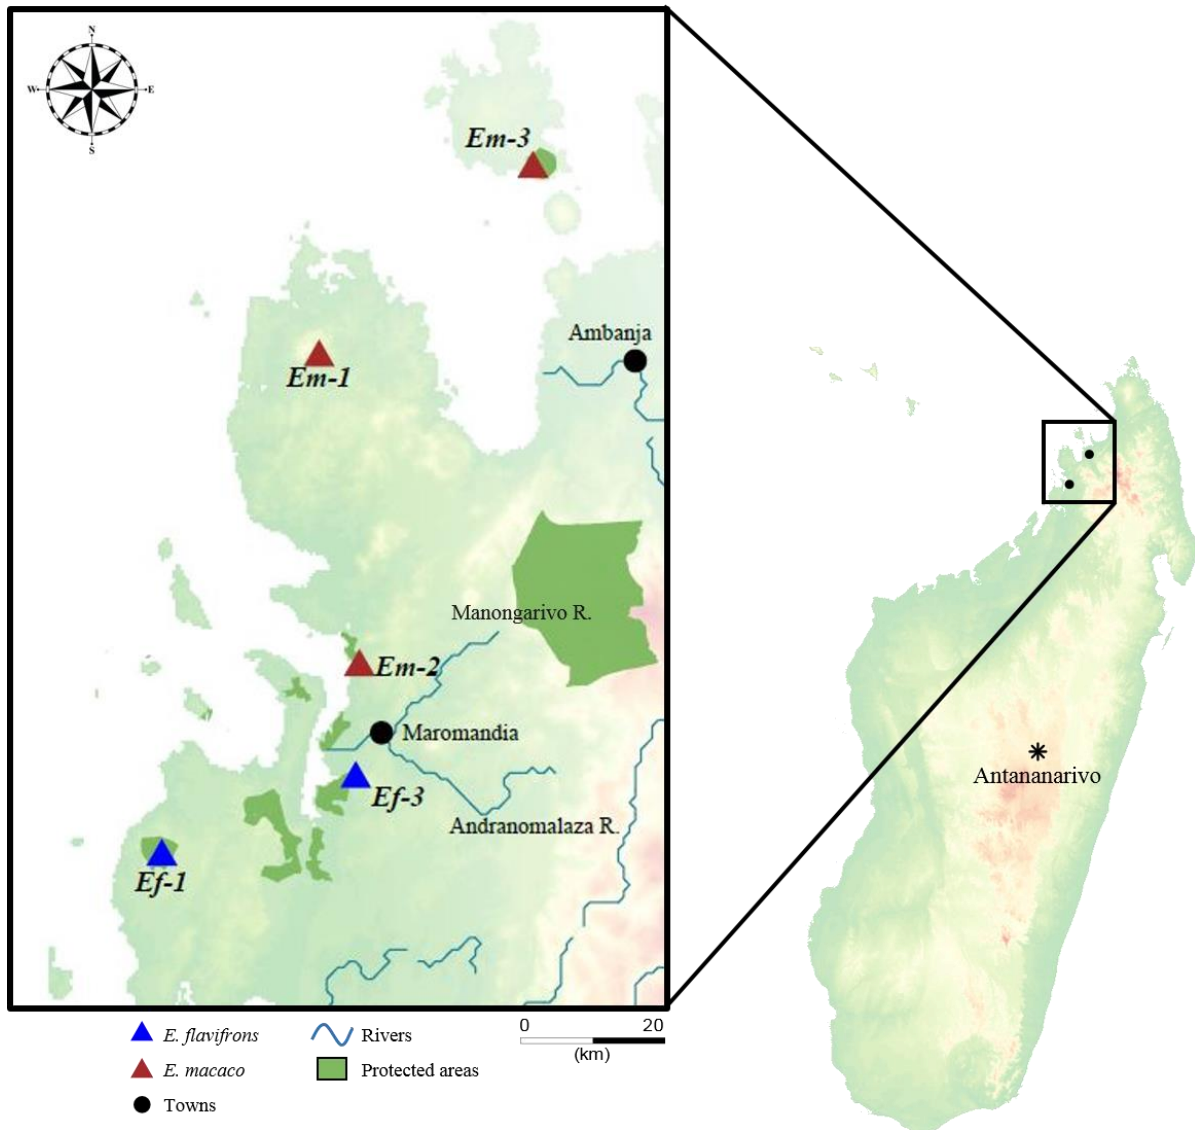 N
W
E
S
Em-3
Ambanja
Em-1
Manongarivo R.
Em-2
Maromandia
Ef-3
Andranomalaza R.
Ef-1
Antananarivo
E. flavifrons
Rivers
0 20
(km)
E. macaco
Protected areas
Towns